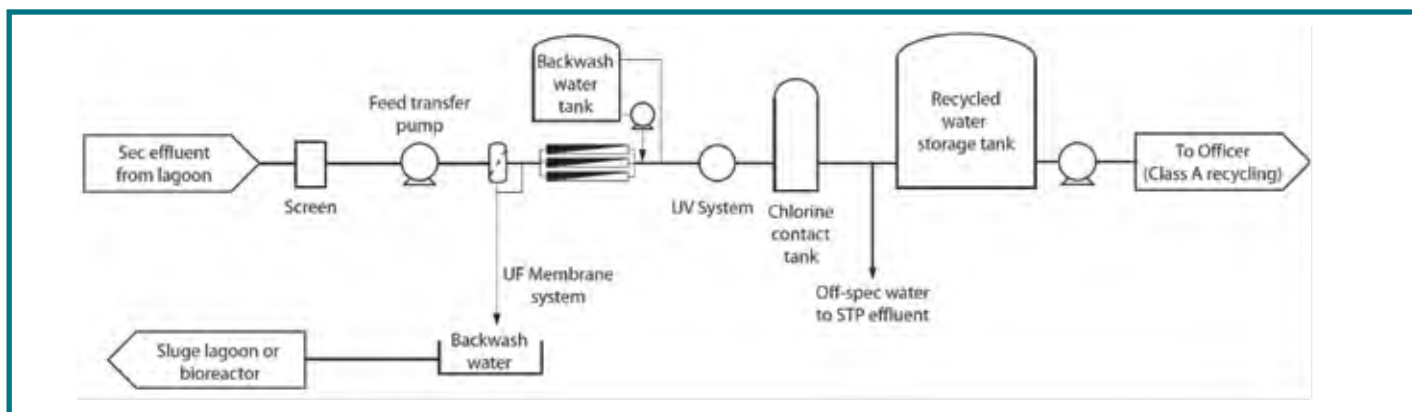 Backwash
water
tank
Feed transfer
pump
Sec effluent
from lagoon
Screen
UV System
Chlorine
contact
tank
Recycled
water
storage tank
To Officer
(Class A recycling)
UF Membrane
system
Off-spec water
to STP effluent
Backwash
water
Sluge lagoon or
bioreactor